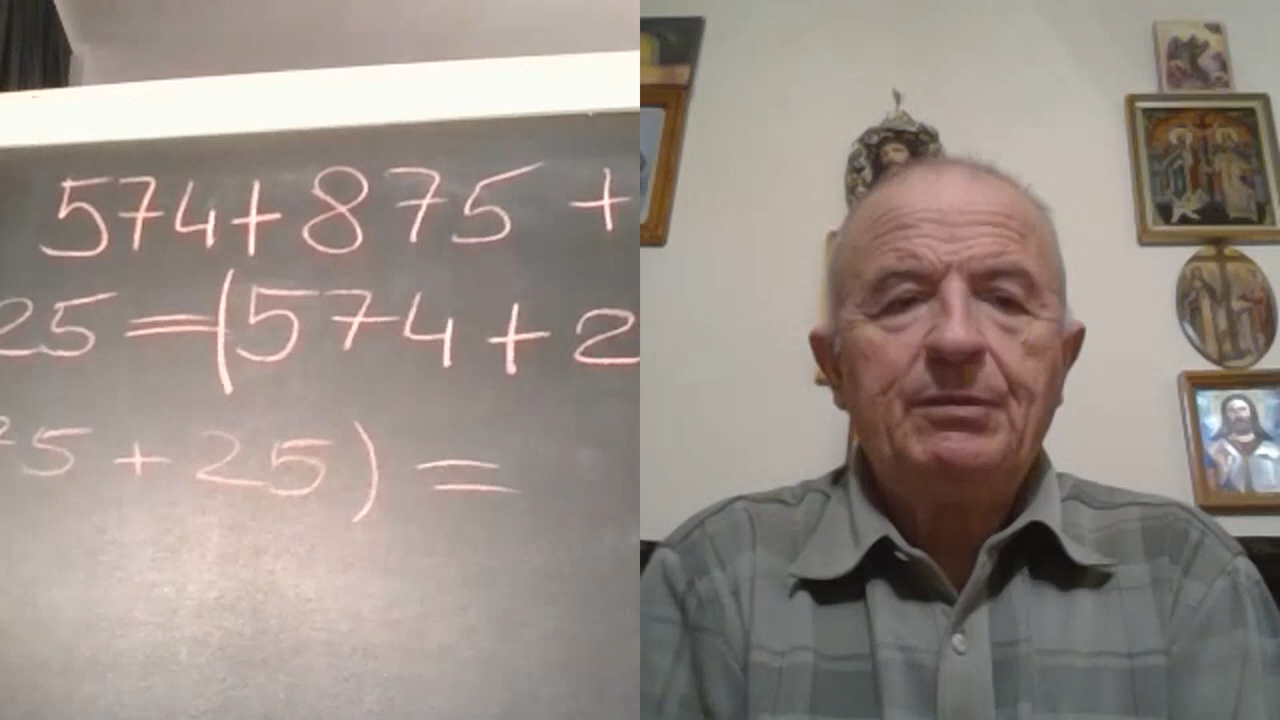 574+875 +
25 =(574 + 2
5 + 25) =